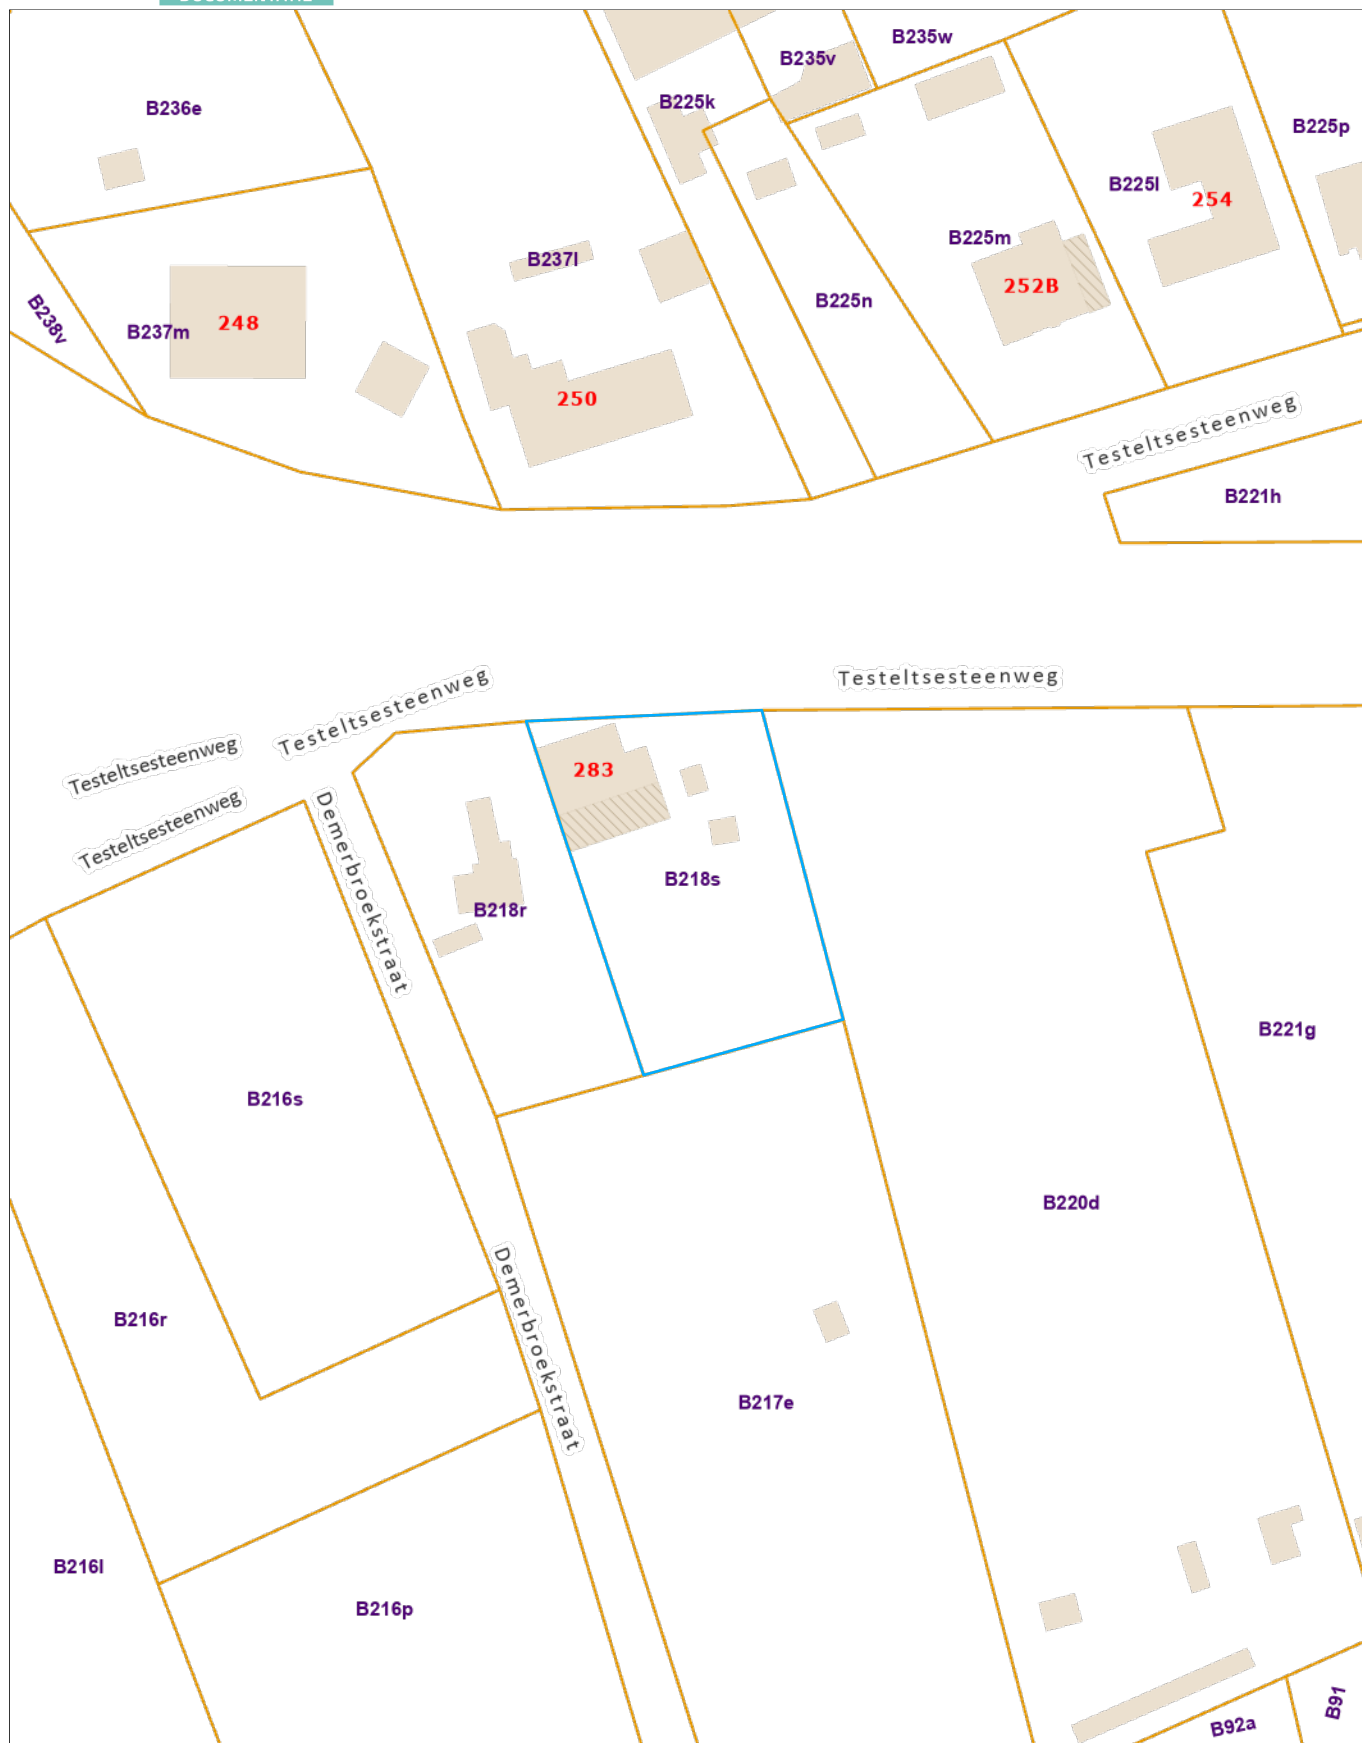 B235w
B235v
B236e
B225k
B225p
B225l
254
B225m
B237l
252B
B225n
B238v
B237m
248
250
Testeltsesteenweg
B221h
Testeltsesteenweg
Testeltsesteenweg
Testeltsesteenweg
283
Testeltsesteenweg
Demerbroekstraat
B218s
B218r
B221g
B216s
B220d
B216r
Demerbroekstraat
B217e
B216l
B216p
B91
B92a